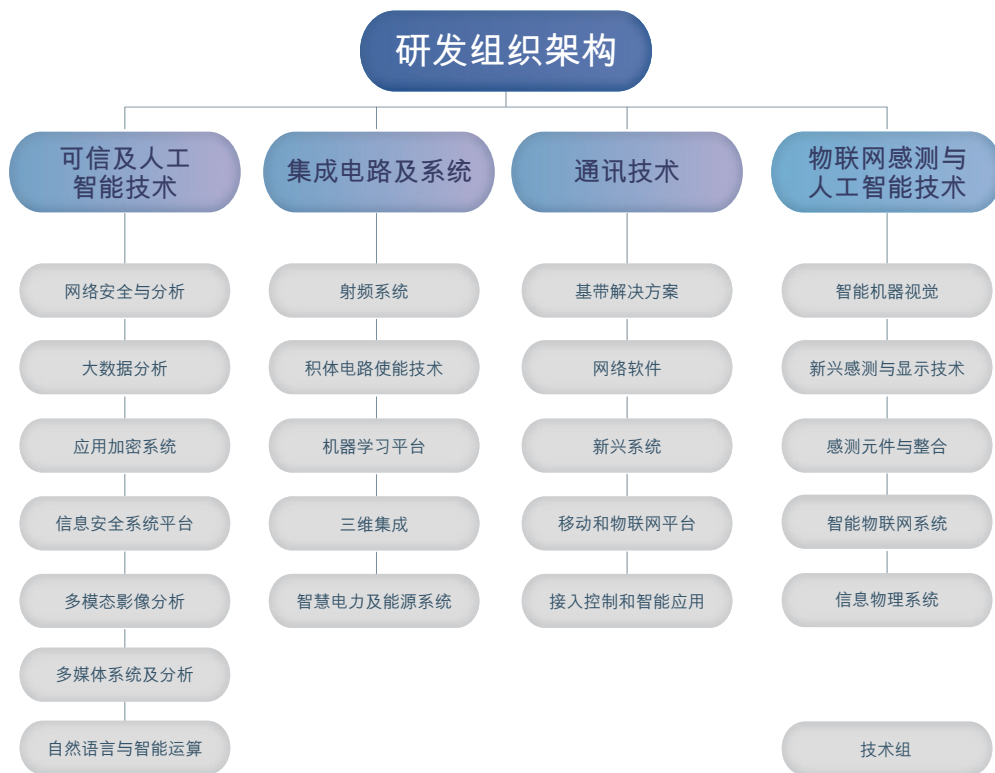 研发组织架构
可信及人工
智能技术
网络安全与分析
大数据分析
应用加密系统
信息安全系统平台
多模态影像分析
多媒体系统及分析
自然语言与智能运算
集成电路及系统
射频系统
积体电路使能技术
机器学习平台
三维集成
智慧电力及能源系统
通讯技术
基带解决方案
网络软件
新兴系统
移动和物联网平台
接入控制和智能应用
物联网感测与
人工智能技术
智能机器视觉
新兴感测与显示技术
感测元件与整合
智能物联网系统
信息物理系统
技术组